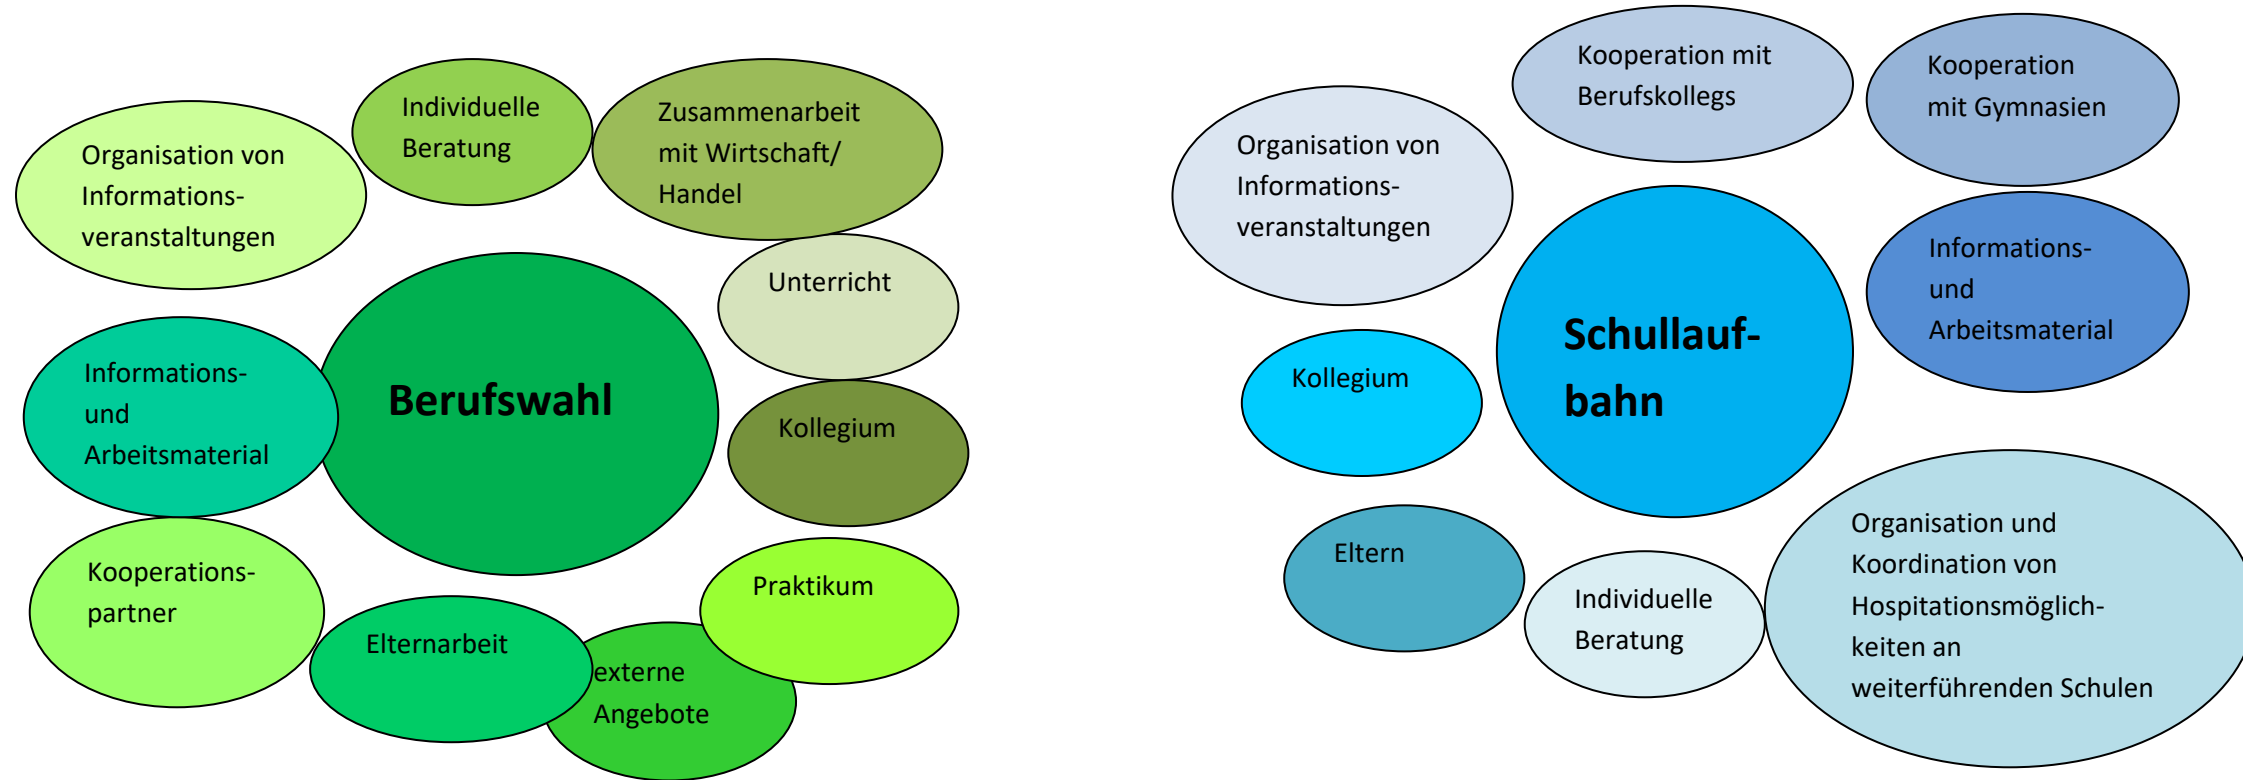 Organisation von
Informations-
veranstaltungen
Individuelle
Beratung
Zusammenarbeit
mit Wirtschaft/
Handel
Unterricht
Informations-
und
Arbeitsmaterial
Berufswahl
Kollegium
Kooperations-
partner
Elternarbeit
externe
Angebote
Praktikum
Organisation von
Informations-
veranstaltungen
Kooperation mit
Berufskollegs
Kooperation
mit Gymnasien
Informations-
und
Arbeitsmaterial
Schullauf-
bahn
Kollegium
Eltern
Individuelle
Beratung
Organisation und
Koordination von
Hospitationsmöglich-
keiten an
weiterführenden Schulen